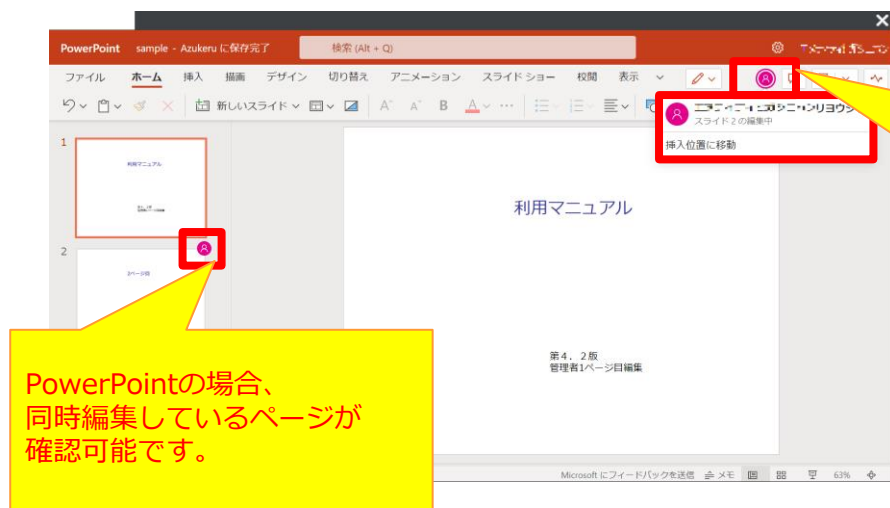 PowerPoint sample - Azukeru に保存完了 検索 (Alt + Q)
ファイル ホーム 挿入 描画 デザイン 切り替え アニメーション スライド ショー 校閲 表示
新しいスライド A^ A˅ B A ...
スライド 2 の編集中
挿入位置に移動
1
利用マニュアル
2
2ページ目
利用マニュアル
第4.2版
管理者1ページ目編集
PowerPointの場合、
同時編集しているページが
確認可能です。
Microsoft にフィードバックを送信 メモ 63%